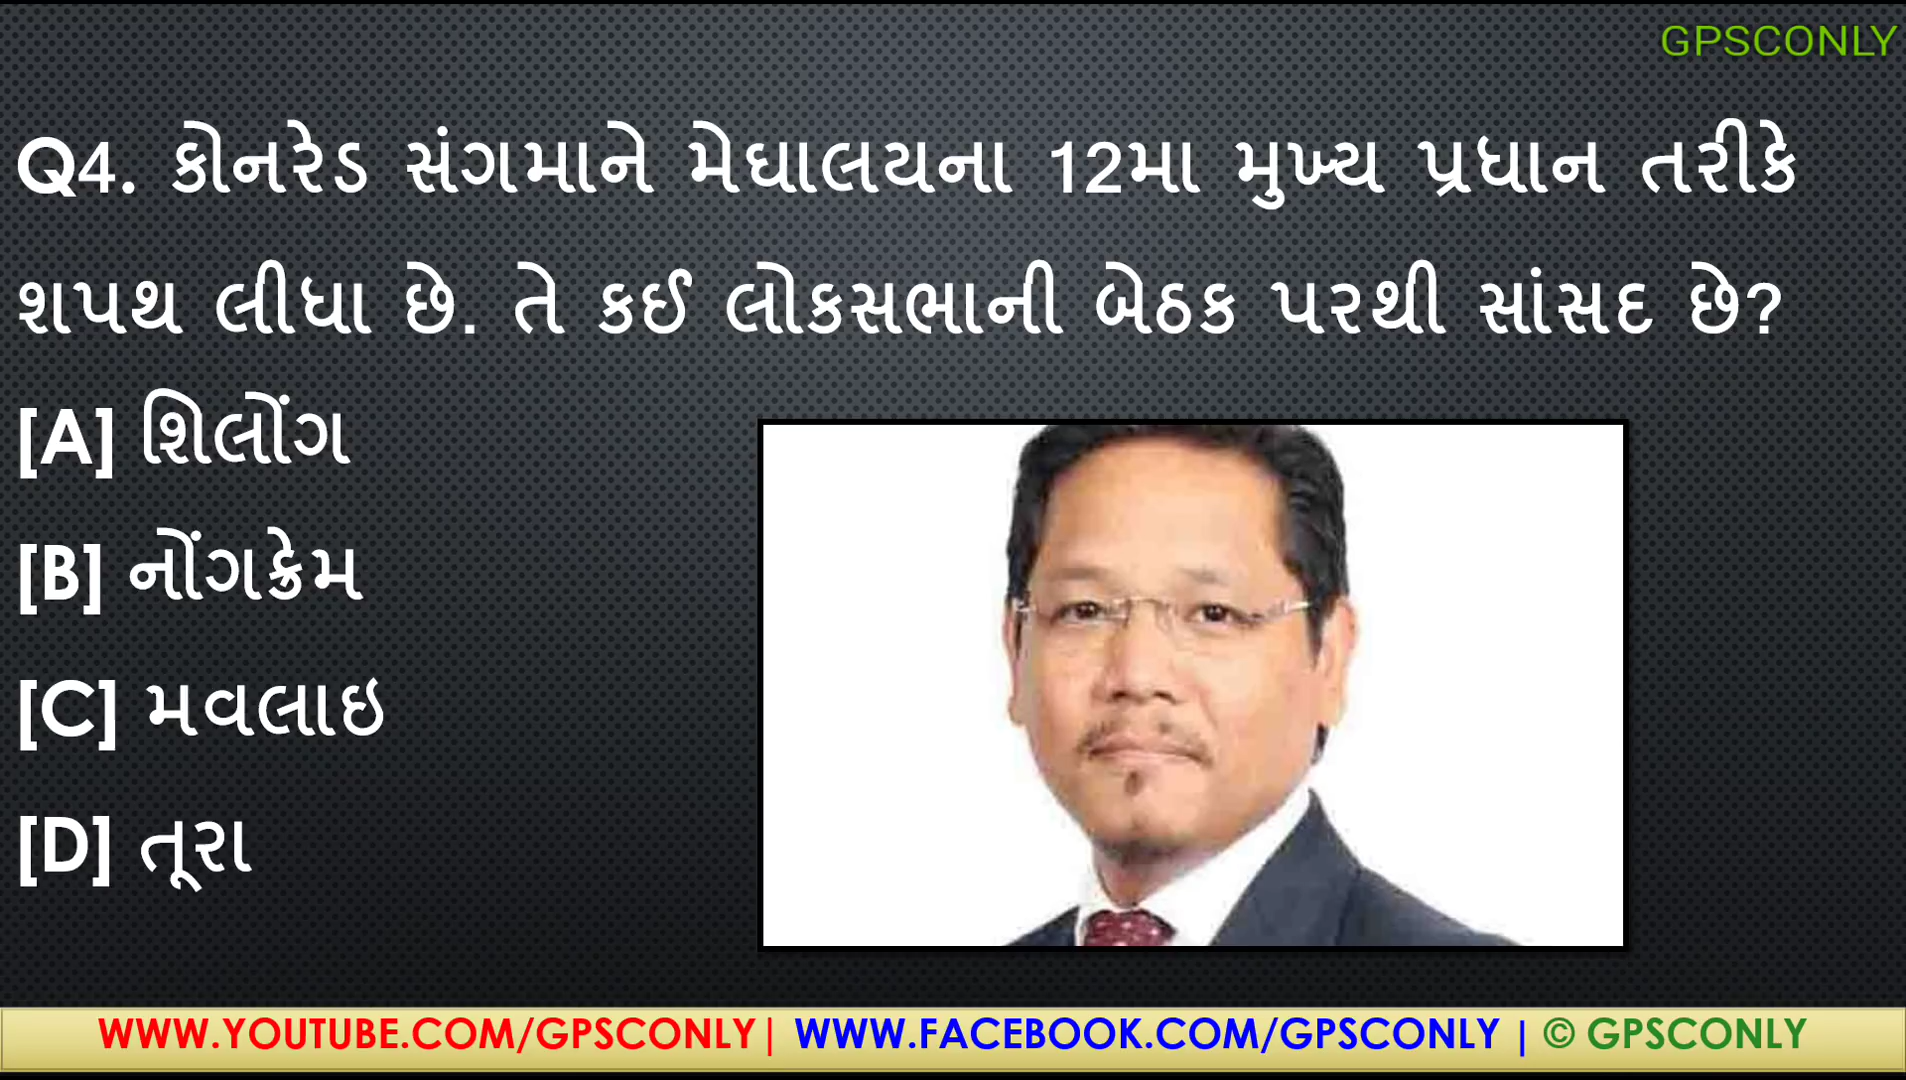 GPSCONLY
Q4. કોનરેડ સંગમાને મેઘાલયના 12મા મુખ્ય પ્રધાન તરીકે
શપથ લીધા છે. તે કઈ લોકસભાની બેઠક પરથી સાંસદ છે?
[A] શિલોંગ
[B] નોંગક્રેમ
[C] મવલાઇ
[D] તૂરા
WWW.YOUTUBE.COM/GPSCONLY| WWW.FACEBOOK.COM/GPSCONLY | © GPSCONLY